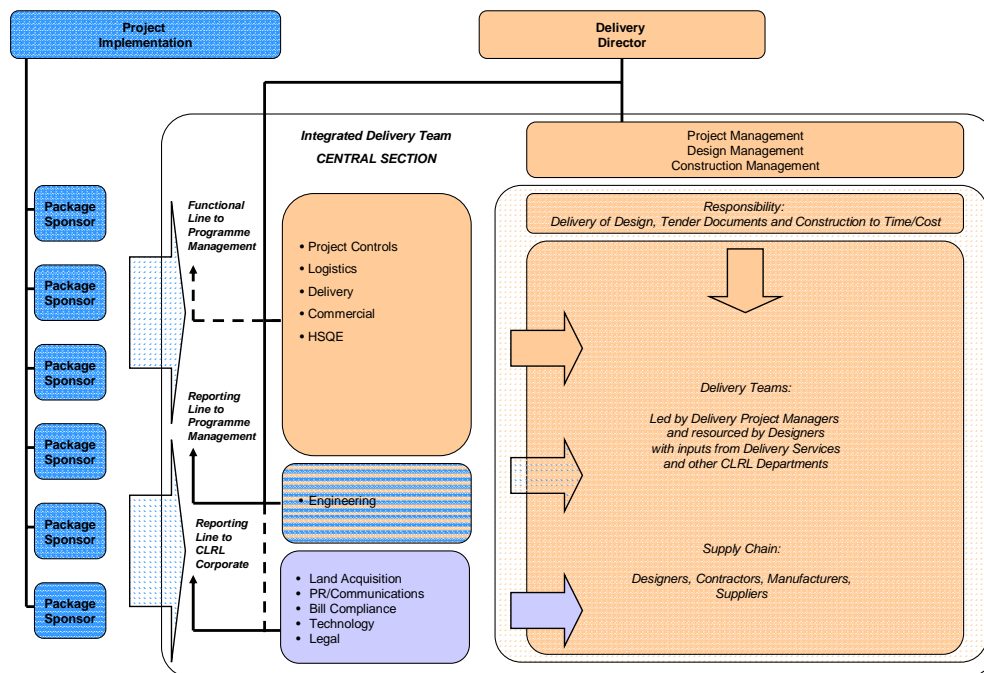 Project
Implementation
Delivery
Director
Integrated Delivery Team
CENTRAL SECTION
Project Management
Design Management
Construction Management
Package
Sponsor
Package
Sponsor
Package
Sponsor
Package
Sponsor
Package
Sponsor
Package
Sponsor
Functional
Line to
Programme
Management
• Project Controls
• Logistics
• Delivery
• Commercial
• HSQE
Reporting
Line to
Programme
Management
• Engineering
Reporting
Line to
CLRL
Corporate
• Land Acquisition
• PR/Communications
• Bill Compliance
• Technology
• Legal
Responsibility:
Delivery of Design, Tender Documents and Construction to Time/Cost
Delivery Teams:
Led by Delivery Project Managers
and resourced by Designers
with inputs from Delivery Services
and other CLRL Departments
Supply Chain:
Designers, Contractors, Manufacturers,
Suppliers